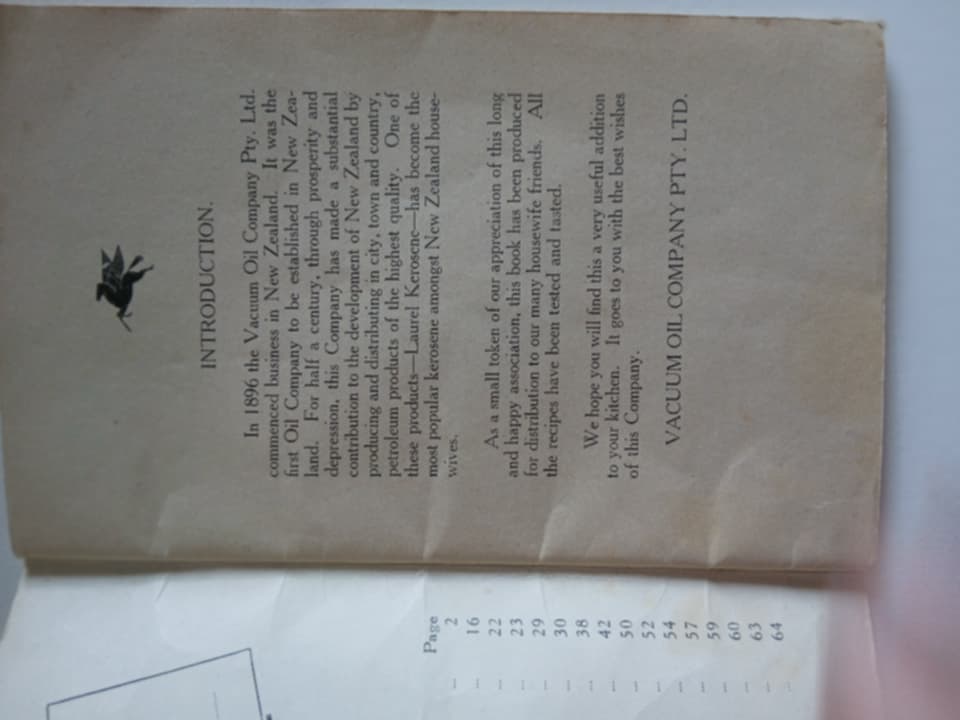 INTRODUCTION.
In 1896 the Vacuum Oil Company Pty. Ltd.
commenced business in New Zealand. It was the
first Oil Company to be established in New Zea-
land. For half a century, through prosperity and
depression, this Company has made a substantial
contribution to the development of New Zealand by
producing and distributing in city, town and country,
petroleum products of the highest quality. One of
these products—Laurel Kerosene—has become the
most popular kerosene amongst New Zealand house-
wives.
As a small token of our appreciation of this long
and happy association, this book has been produced
for distribution to our many housewife friends. All
the recipes have been tested and tasted.
We hope you will find this a very useful addition
to your kitchen. It goes to you with the best wishes
of this Company.
VACUUM OIL COMPANY PTY. LTD.
Page
2
16
22
23
29
30
38
42
50
52
54
57
59
60
63
64